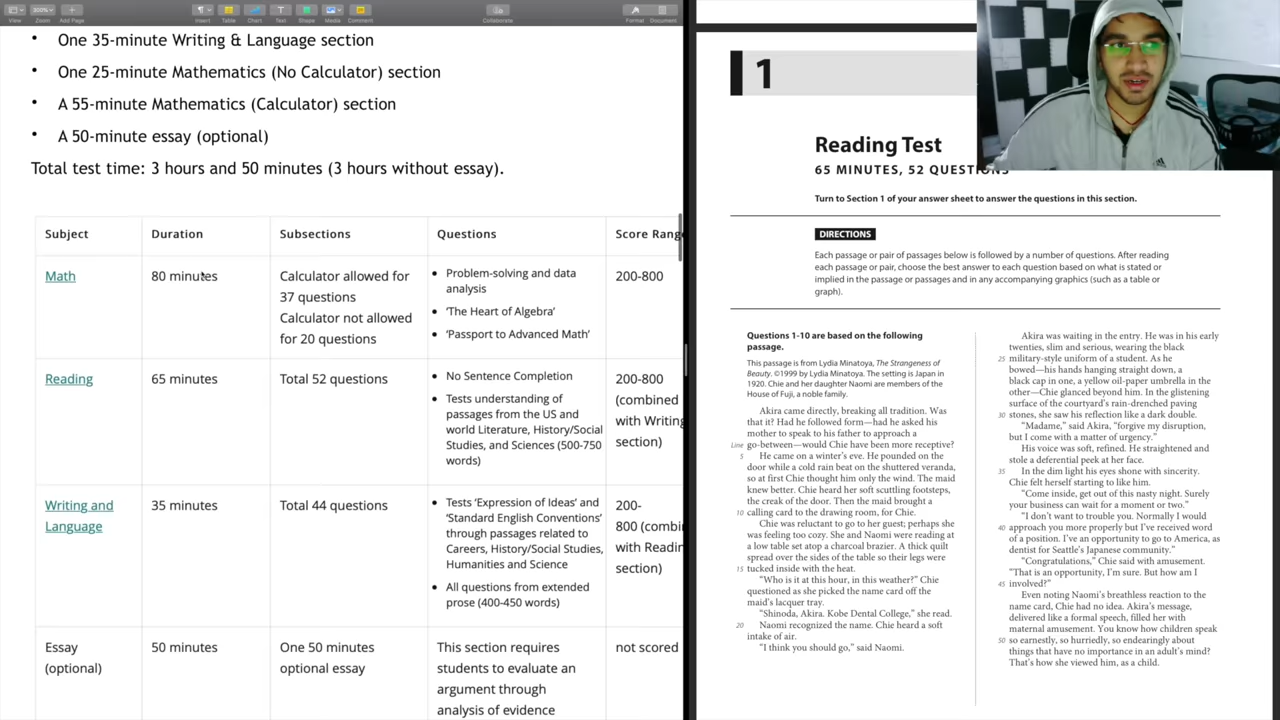 View
200%
Zoom
Add Page
Insert
Table
Chart
Text
Shape
Media
Comment
Collaborate
Format
Document
• One 35-minute Writing & Language section
• One 25-minute Mathematics (No Calculator) section
• A 55-minute Mathematics (Calculator) section
• A 50-minute essay (optional)
Total test time: 3 hours and 50 minutes (3 hours without essay).
Subject Duration Subsections Questions Score Rang
Math
80 minutes
Calculator allowed for
37 questions
Calculator not allowed
for 20 questions
• Problem-solving and data
analysis
• ‘The Heart of Algebra’
• ‘Passport to Advanced Math’
200-800
Reading
65 minutes
Total 52 questions
• No Sentence Completion
• Tests understanding of
passages from the US and
world Literature, History/Social
Studies, and Sciences (500-750
words)
200-800
(combined
with Writing
section)
Writing and
Language
35 minutes
Total 44 questions
• Tests ‘Expression of Ideas’ and
‘Standard English Conventions’
through passages related to
Careers, History/Social Studies,
Humanities and Science
• All questions from extended
prose (400-450 words)
200-
800 (combi
with Readin
section)
Essay
(optional)
50 minutes
One 50 minutes
optional essay
This section requires
students to evaluate an
argument through
analysis of evidence
not scored
1
Reading Test
65 MINUTES, 52 QUESTIONS
Turn to Section 1 of your answer sheet to answer the questions in this section.
DIRECTIONS
Each passage or pair of passages below is followed by a number of questions. After reading
each passage or pair, choose the best answer to each question based on what is stated or
implied in the passage or passages and in any accompanying graphics (such as a table or
graph).
Questions 1-10 are based on the following
passage.
This passage is from Lydia Minatoya, The Strangeness of
Beauty. ©1999 by Lydia Minatoya. The setting is Japan in
1920. Chie and her daughter Naomi are members of the
House of Fuji, a noble family.
Akira came directly, breaking all tradition. Was
that it? Had he followed form—had he asked his
mother to speak to his father to approach a
Line go-between—would Chie have been more receptive?
5 He came on a winter’s eve. He pounded on the
door while a cold rain beat on the shuttered veranda,
so at first Chie thought him only the wind. The maid
knew better. Chie heard her soft scuttling footsteps,
the creak of the door. Then the maid brought a
10 calling card to the drawing room, for Chie.
Chie was reluctant to go to her guest; perhaps she
was feeling too cozy. She and Naomi were reading at
a low table set atop a charcoal brazier. A thick quilt
spread over the sides of the table so their legs were
15 tucked inside with the heat.
“Who is it at this hour, in this weather?” Chie
questioned as she picked the name card off the
maid’s lacquer tray.
“Shinoda, Akira. Kobe Dental College,” she read.
20 Naomi recognized the name. Chie heard a soft
intake of air.
“I think you should go,” said Naomi.
Akira was waiting in the entry. He was in his early
twenties, slim and serious, wearing the black
25 military-style uniform of a student. As he
bowed—his hands hanging straight down, a
black cap in one, a yellow oil-paper umbrella in the
other—Chie glanced beyond him. In the glistening
surface of the courtyard’s rain-drenched paving
30 stones, she saw his reflection like a dark double.
“Madame,” said Akira, “forgive my disruption,
but I come with a matter of urgency.”
His voice was soft, refined. He straightened and
stole a deferential peek at her face.
35 In the dim light his eyes shone with sincerity.
Chie felt herself starting to like him.
“Come inside, get out of this nasty night. Surely
your business can wait for a moment or two.”
“I don’t want to trouble you. Normally I would
40 approach you more properly but I’ve received word
of a position. I’ve an opportunity to go to America, as
dentist for Seattle’s Japanese community.”
“Congratulations,” Chie said with amusement.
“That is an opportunity, I’m sure. But how am I
45 involved?”
Even noting Naomi’s breathless reaction to the
name card, Chie had no idea. Akira’s message,
delivered like a formal speech, filled her with
maternal amusement. You know how children speak
50 so earnestly, so hurriedly, so endearingly about
things that have no importance in an adult’s mind?
That’s how she viewed him, as a child.